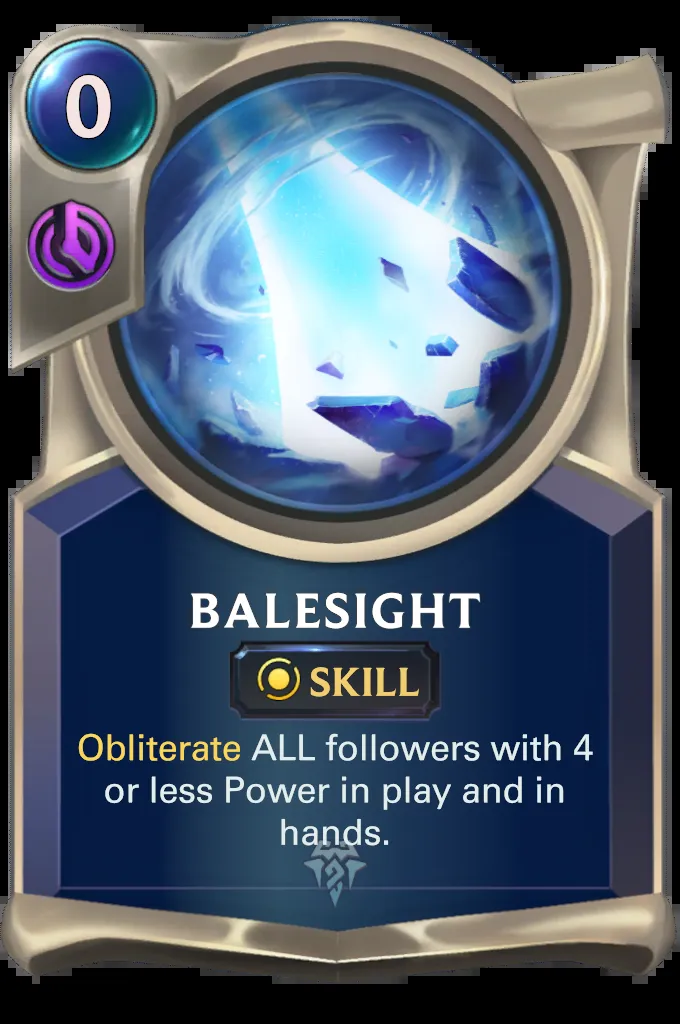 0
BALESIGHT
SKILL
Obliterate ALL followers with 4
or less Power in play and in
hands.